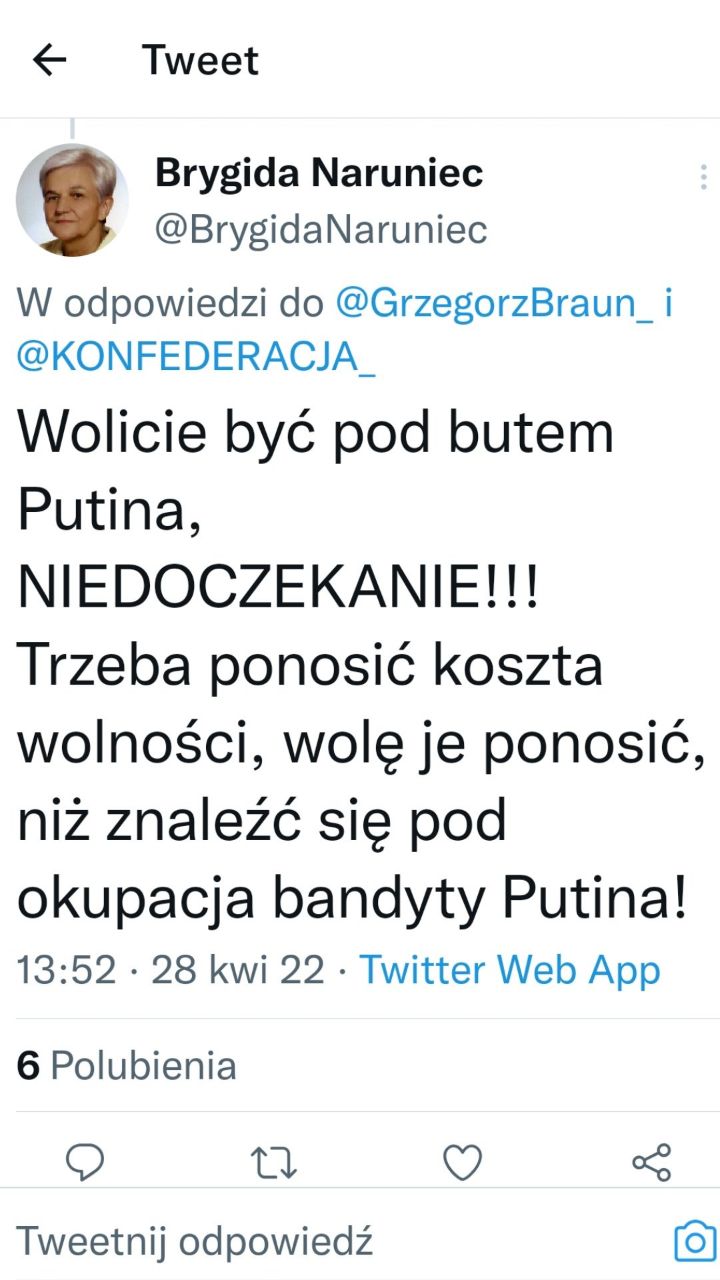 Tweet
Brygida Naruniec
@BrygidaNaruniec
W odpowiedzi do @GrzegorzBraun_ i
@KONFEDERACJA_
Wolicie być pod butem
Putina,
NIEDOCZEKANIE!!!
Trzeba ponosić koszta
wolności, wolę je ponosić,
niż znaleźć się pod
okupacja bandyty Putina!
13:52 · 28 kwi 22 · Twitter Web App
6 Polubienia
Tweetnij odpowiedź